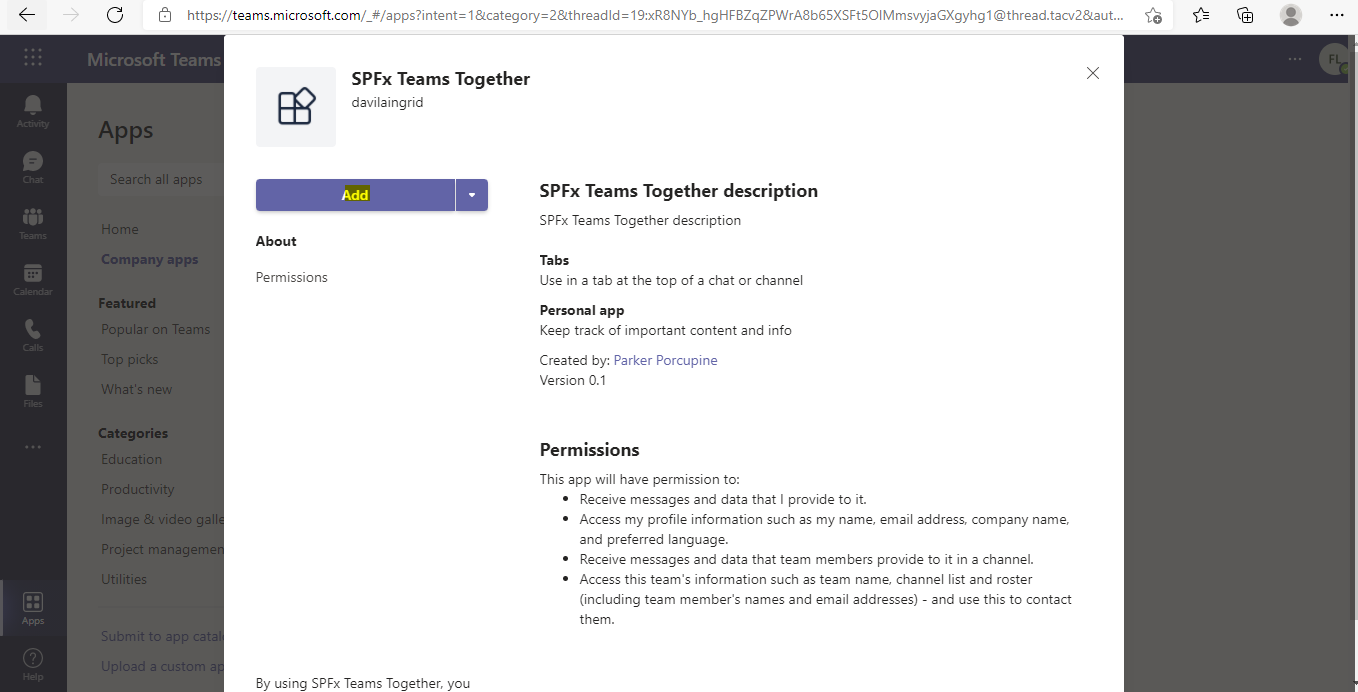 https://teams.microsoft.com/_#/apps?intent=1&category=2&threadId=19:xR8NYb_hgHFBZqZPWrA8b65XSFt5OlMmsvyjaGXgyhg1@thread.tacv2&aut...
Microsoft Teams
FL
Activity
Chat
Teams
Calendar
Calls
Files
Apps
Help
Apps
Search all apps
Home
Company apps
Featured
Popular on Teams
Top picks
What's new
Categories
Education
Productivity
Image & video galle
Project managemen
Utilities
Submit to app catal
Upload a custom ap
SPFx Teams Together
davilaingrid
Add
About
Permissions
SPFx Teams Together description
SPFx Teams Together description
Tabs
Use in a tab at the top of a chat or channel
Personal app
Keep track of important content and info
Created by: Parker Porcupine
Version 0.1
Permissions
This app will have permission to:
• Receive messages and data that I provide to it.
• Access my profile information such as my name, email address, company name,
and preferred language.
• Receive messages and data that team members provide to it in a channel.
• Access this team's information such as team name, channel list and roster
(including team member's names and email addresses) - and use this to contact
them.
By using SPFx Teams Together, you